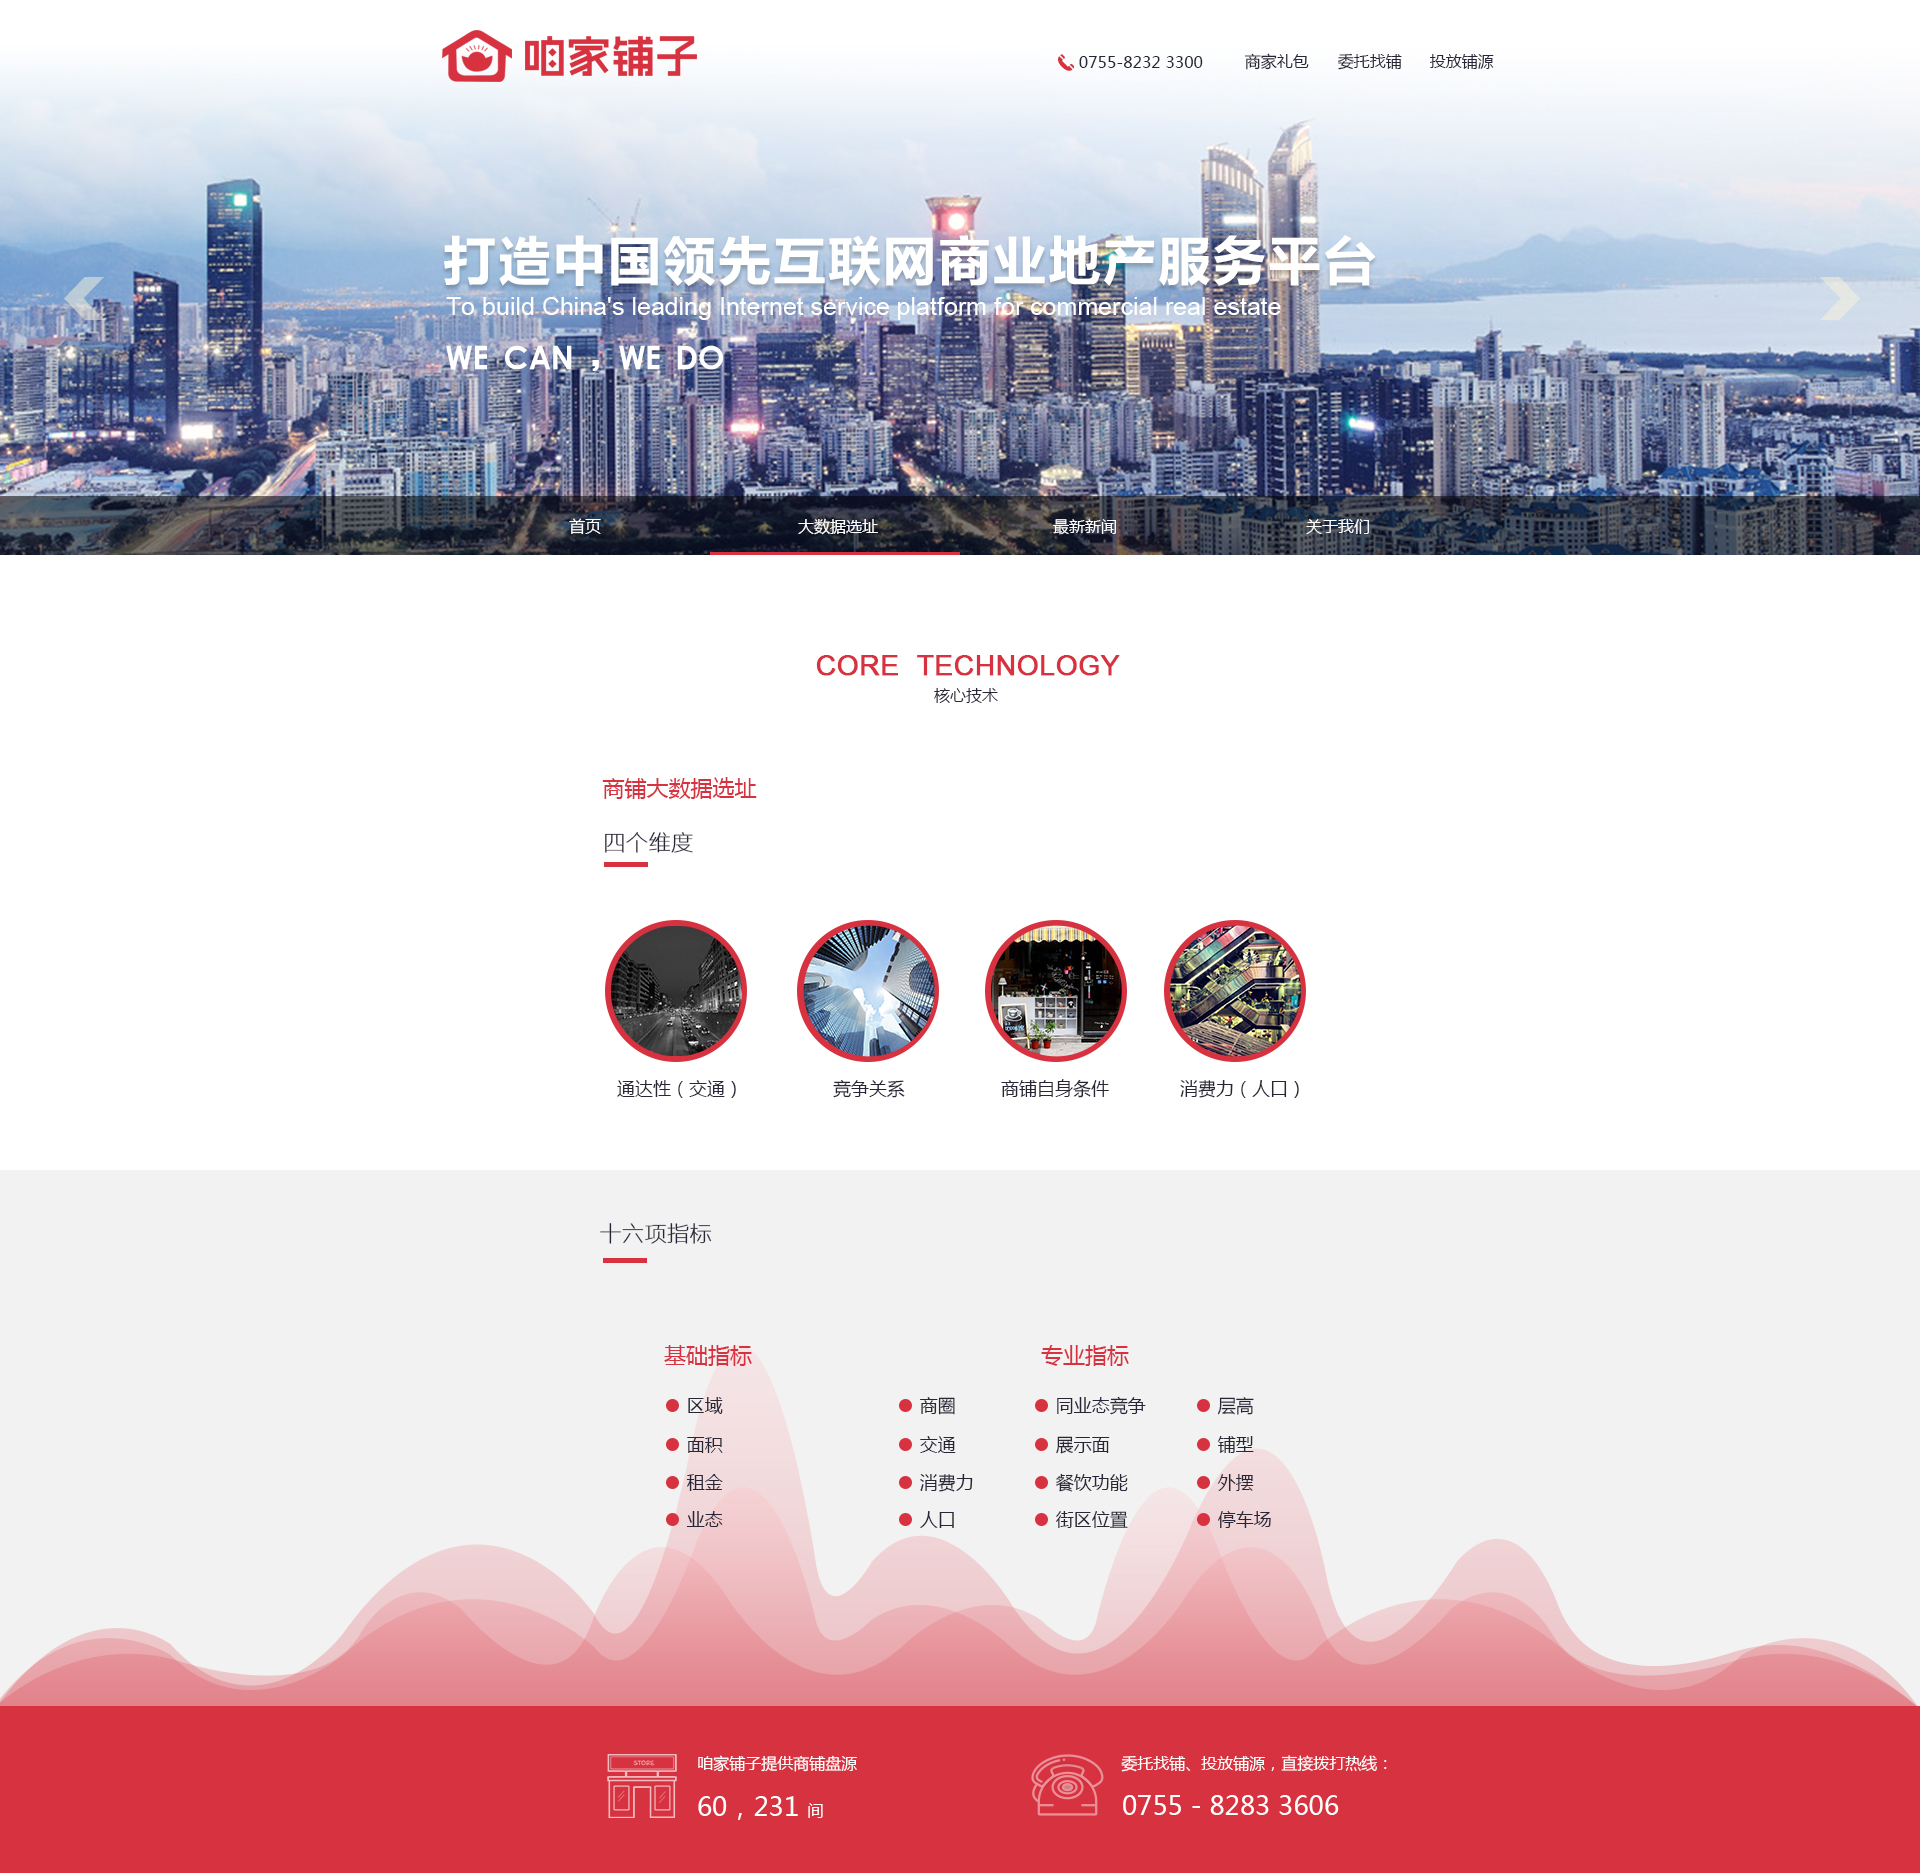 咱家铺子
0755-8232 3300 商家礼包 委托找铺 投放铺源
打造中国领先互联网商业地产服务平台
To build China's leading Internet service platform for commercial real estate
WE CAN , WE DO
首页 大数据选址 最新新闻 关于我们
CORE TECHNOLOGY
核心技术
商铺大数据选址
四个维度
通达性（交通） 竞争关系 商铺自身条件 消费力（人口）
十六项指标
基础指标 专业指标
区域 商圈 同业态竞争 层高
面积 交通 展示面 铺型
租金 消费力 餐饮功能 外摆
业态 人口 街区位置 停车场
STORE
咱家铺子提供商铺盘源
60，231 间
委托找铺、投放铺源，直接拨打热线：
0755 - 8283 3606